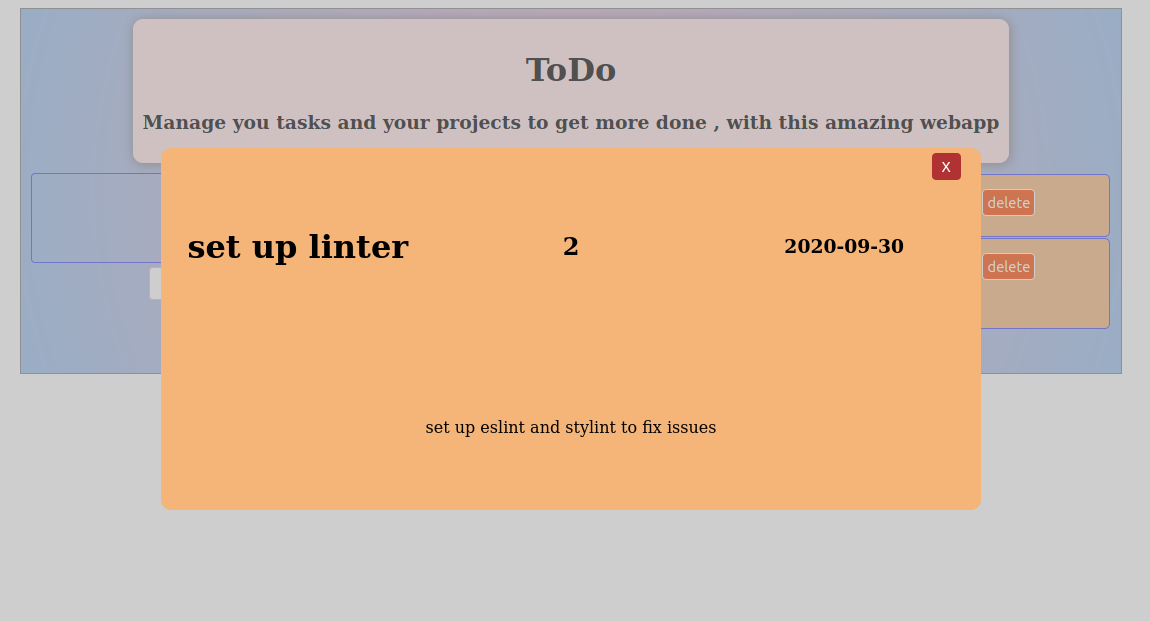 ToDo
Manage you tasks and your projects to get more done , with this amazing webapp
X
delete
set up linter 2 2020-09-30
delete
set up eslint and stylint to fix issues